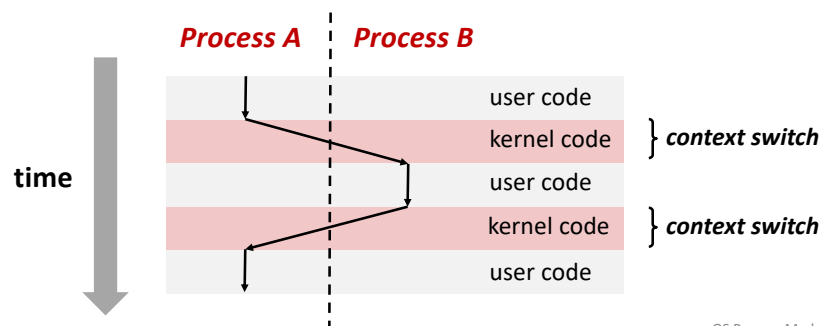 Process A Process B
user code
kernel code } context switch
time
user code
kernel code } context switch
user code